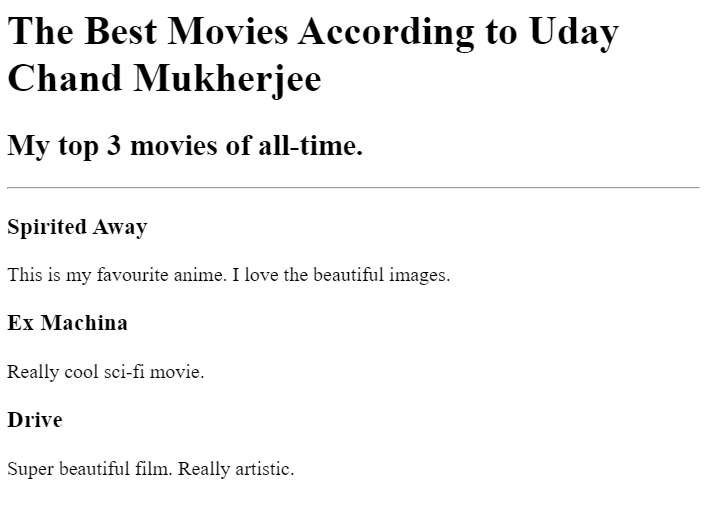 The Best Movies According to Uday
Chand Mukherjee
My top 3 movies of all-time.
Spirited Away
This is my favourite anime. I love the beautiful images.
Ex Machina
Really cool sci-fi movie.
Drive
Super beautiful film. Really artistic.